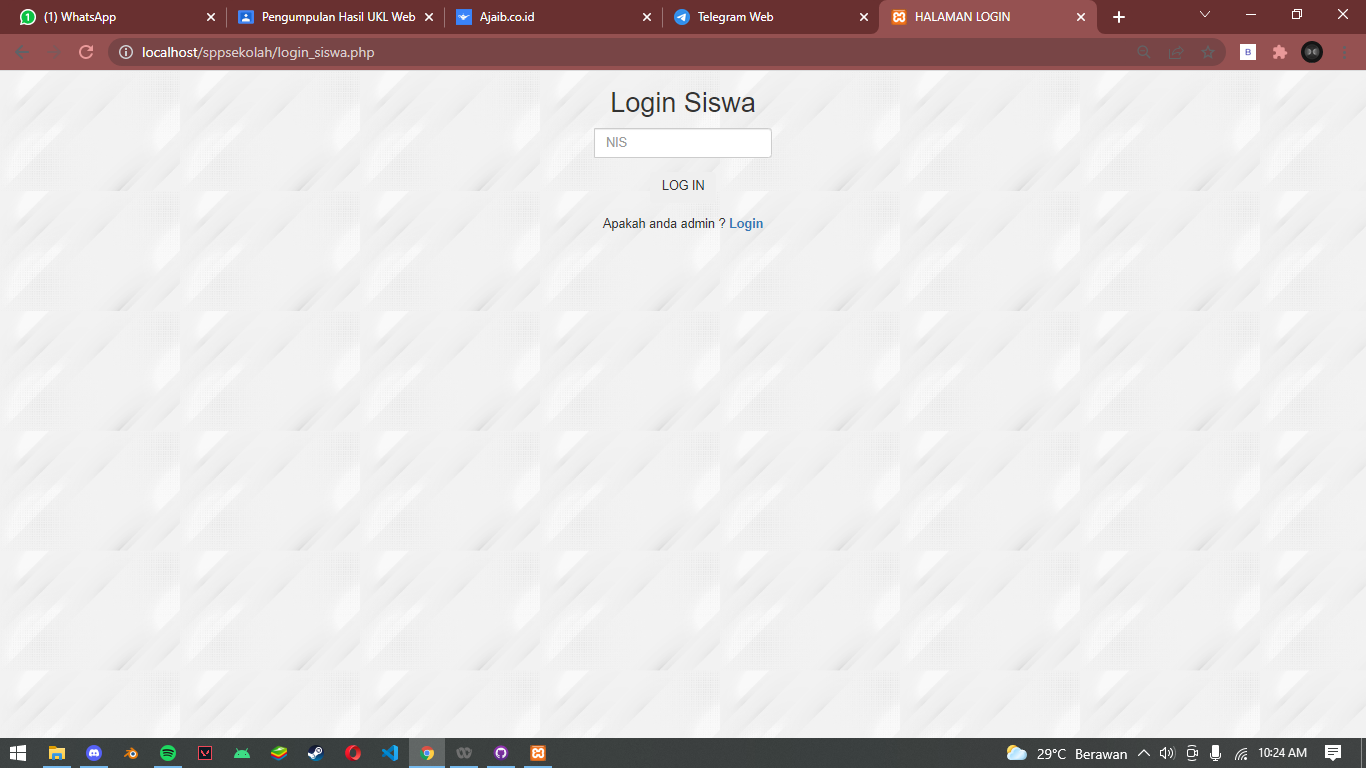 (1) WhatsApp
Pengumpulan Hasil UKL Web
Ajaib.co.id
Telegram Web
HALAMAN LOGIN
localhost/sppsekolah/login_siswa.php
B
Login Siswa
NIS
LOG IN
Apakah anda admin ? Login
29°C Berawan
10:24 AM